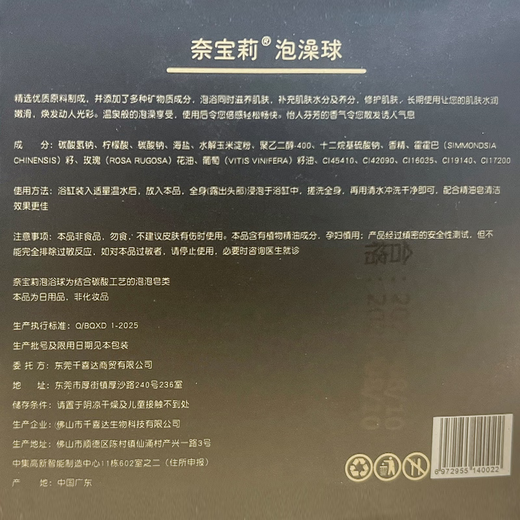 奈宝莉®泡澡球
精选优质原料制成，并添加了多种矿物质成分，泡浴同时滋养肌肤，补充肌肤水分及养分，修护肌肤，长期使用让您的肌肤水润
嫩滑，焕发动人光彩。温泉般的泡澡享受，使用后令您倍感轻松畅快，怡人芬芳的香气令您散发诱人气息
成　　分：碳酸氢钠、柠檬酸、碳酸钠、海盐、水解玉米淀粉、聚乙二醇-400、十二烷基硫酸钠、香精、霍霍巴（SIMMONDSIA
CHINENSIS）籽、玫瑰（ROSA RUGOSA）花油、葡萄（VITIS VINIFERA）籽油、CI45410、CI42090、CI16035、CI19140、CI17200
使用方法：浴缸装入适量温水后，放入本品，全身(露出头部)浸泡于浴缸中，搓洗全身，再用清水冲洗干净即可，配合精油皂清洁
效果更佳
注意事项：本品非食品，勿食，不建议皮肤有伤时使用。本品含有植物精油成分，孕妇慎用；产品经过缜密的安全性测试，但不
能完全排除过敏反应，如对本品过敏者，请停止使用，必要时咨询医生就诊
奈宝莉泡浴球为结合碳酸工艺的泡泡皂类
本品为日用品，非化妆品
生产执行标准：Q/BQXD 1-2025
生产批号及限用日期见本包装
委 托 方：东莞千喜达商贸有限公司
地　　址：东莞市厚街镇厚沙路240号236室
储存条件：请置于阴凉干燥及儿童接触不到处
生产企业：佛山市千喜达生物科技有限公司
生产地址：佛山市顺德区陈村镇仙涌村产兴一路3号
中集高新智能制造中心11栋602室之二（住所申报）
产　　地：中国广东
6972955140022